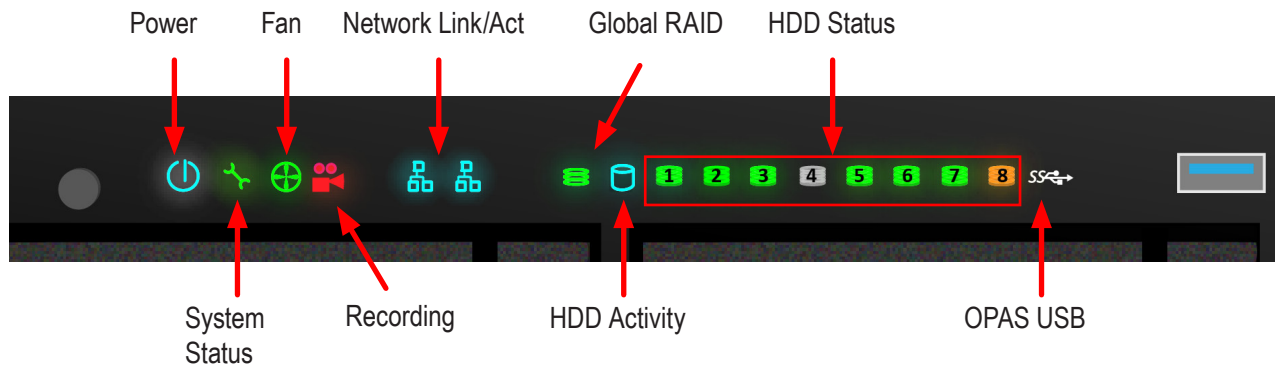 Power Fan Network Link/Act Global RAID HDD Status
1 2 3 4 5 6 7 8 SS
System Status
Recording
HDD Activity
OPAS USB